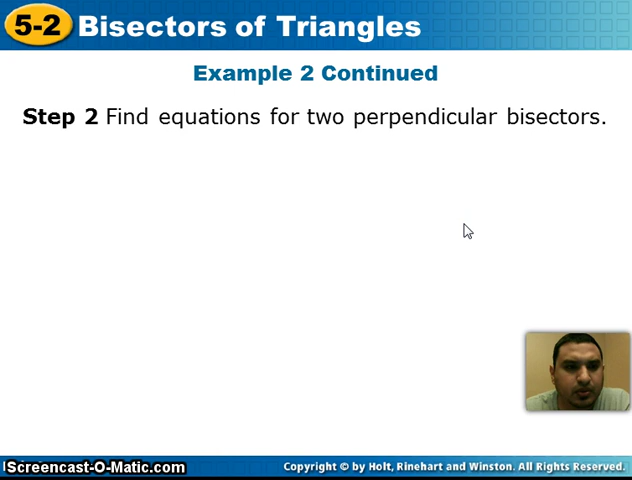 5-2 Bisectors of Triangles
Example 2 Continued
Step 2 Find equations for two perpendicular bisectors.
Screencast-O-Matic.com
Copyright © by Holt, Rinehart and Winston. All Rights Reserved.